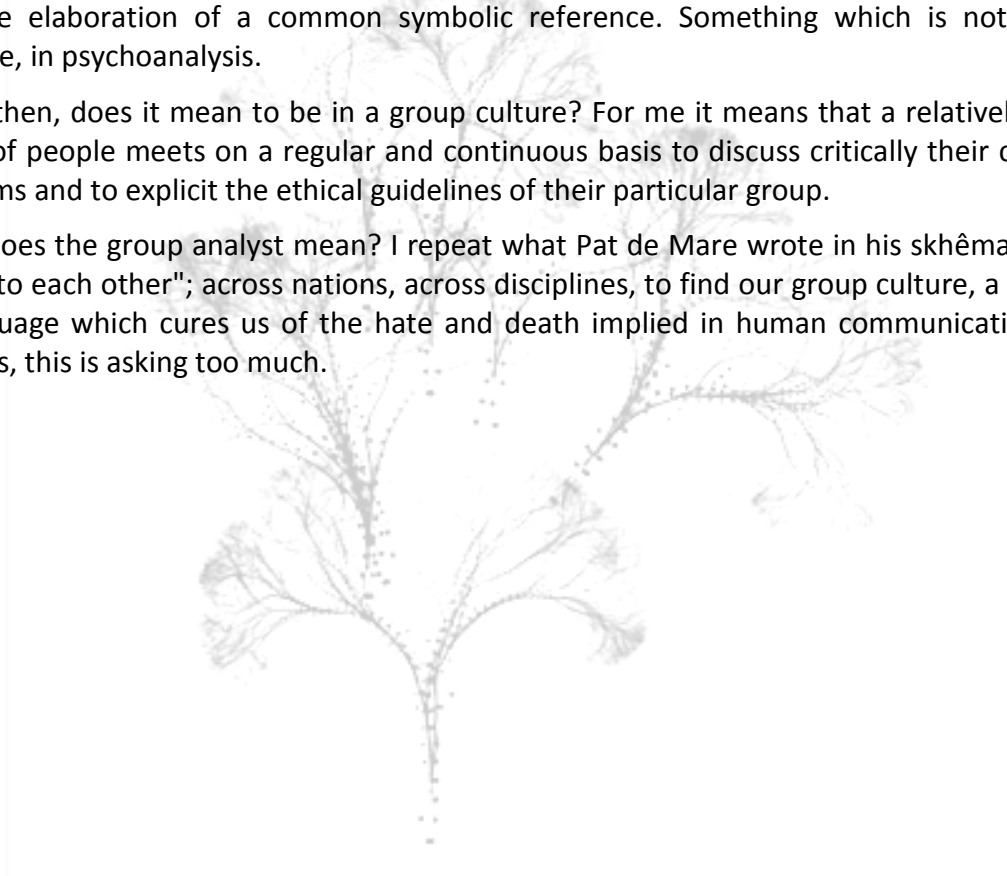 e elaboration of a common symbolic reference. Something which is not
e, in psychoanalysis.
then, does it mean to be in a group culture? For me it means that a relativel
of people meets on a regular and continuous basis to discuss critically their
ms and to explicit the ethical guidelines of their particular group.
oes the group analyst mean? I repeat what Pat de Mare wrote in his skhêma
to each other"; across nations, across disciplines, to find our group culture, a
uage which cures us of the hate and death implied in human communicati
s, this is asking too much.